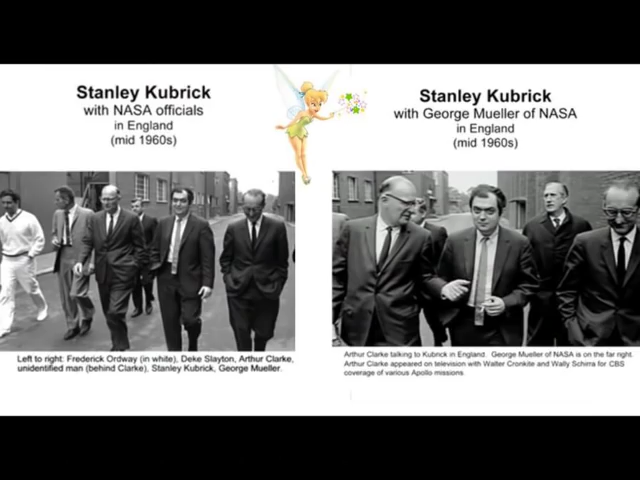 Stanley Kubrick
with NASA officials
in England
(mid 1960s)
Left to right: Frederick Ordway (in white), Deke Slayton, Arthur Clarke,
unidentified man (behind Clarke), Stanley Kubrick, George Mueller.
Stanley Kubrick
with George Mueller of NASA
in England
(mid 1960s)
Arthur Clarke talking to Kubrick in England. George Mueller of NASA is on the far right.
Arthur Clarke appeared on television with Walter Cronkite and Wally Schirra for CBS
coverage of various Apollo missions.